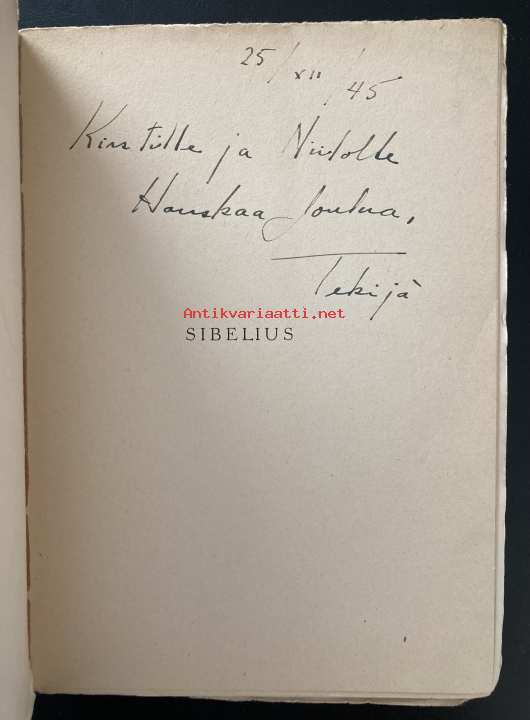 25/XII/45
Kirstille ja Niilolle
Hauskaa Joulua,
Tekijä
Antikvariaatti.net
SIBELIUS